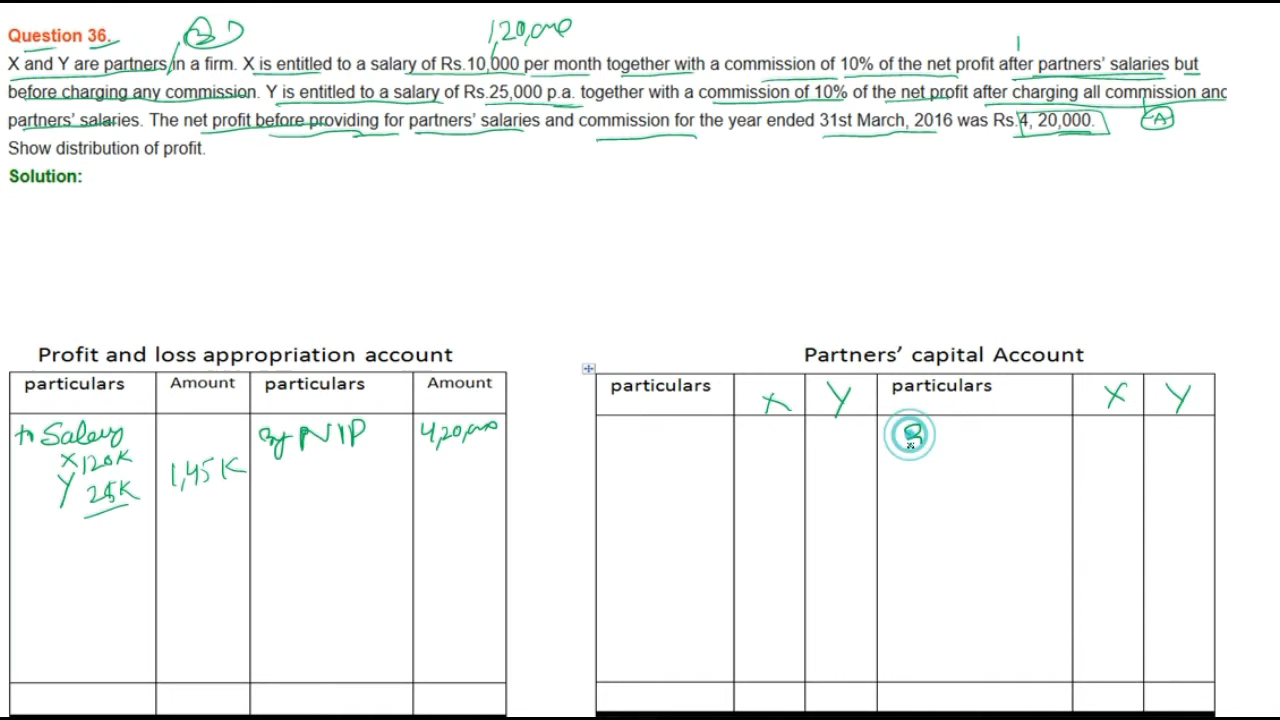 Question 36.
1,20,000
1
X and Y are partners in a firm. X is entitled to a salary of Rs.10,000 per month together with a commission of 10% of the net profit after partners' salaries but
before charging any commission. Y is entitled to a salary of Rs.25,000 p.a. together with a commission of 10% of the net profit after charging all commission and
partners' salaries. The net profit before providing for partners' salaries and commission for the year ended 31st March, 2016 was Rs.4, 20,000.
A
Show distribution of profit.
Solution:
Profit and loss appropriation account
particulars Amount particulars Amount
to Salary By N/P 4,20,000
X 120K
1,45K
Y 25K
Partners' capital Account
particulars X Y particulars X Y
B